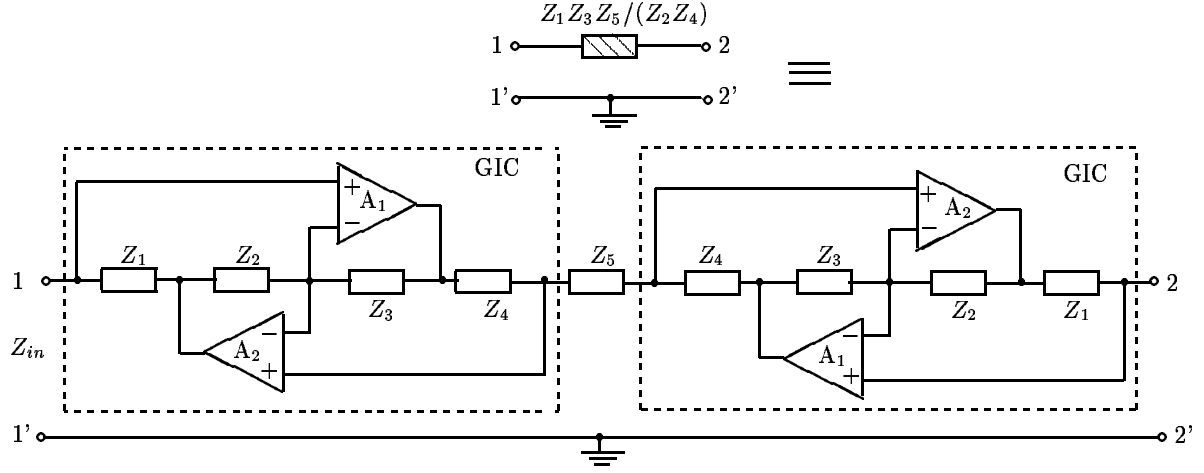 Z₁Z₃Z₅/(Z₂Z₄)
1 2
1' 2'
GIC GIC
+ A₁ −
+ A₂ −
Z₁ Z₂ Z₅ Z₄ Z₃
1 2
Z₃ Z₄ Z₂ Z₁
Zᵢₙ
A₂ − +
A₁ − +
1' 2'